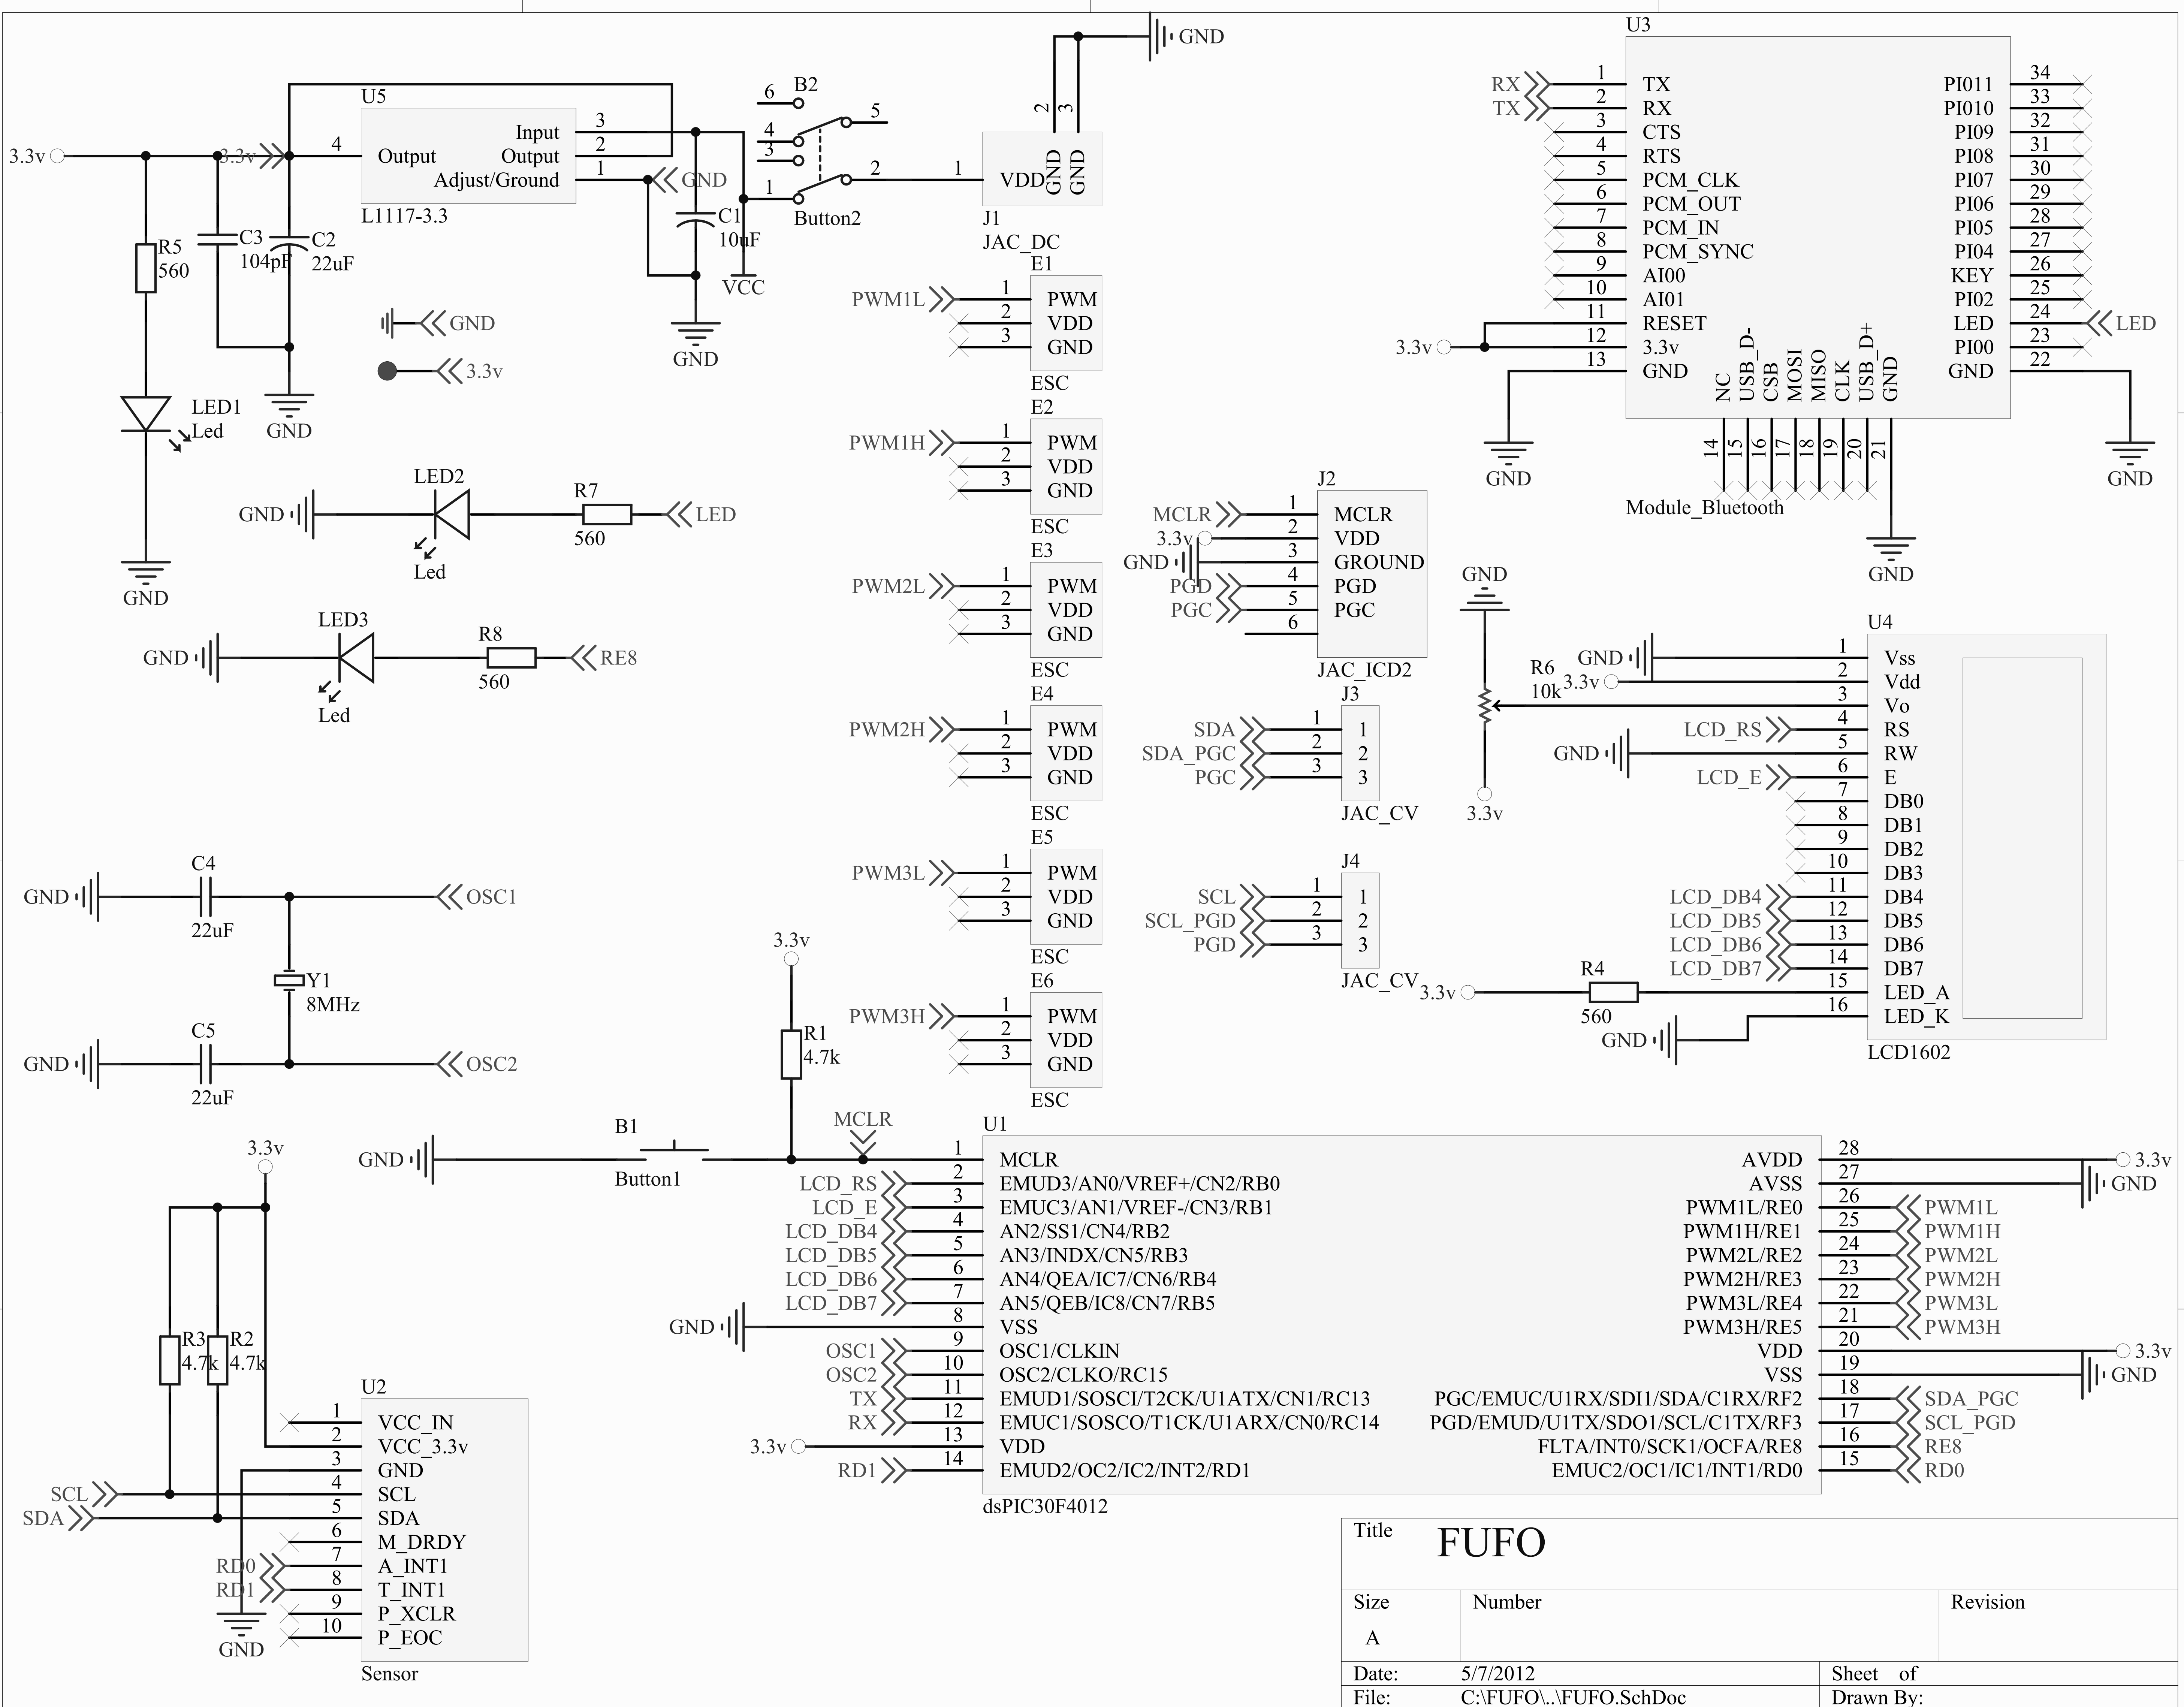 3.3v
3.3v
U5
4
Output
Input
Output
Adjust/Ground
3
2
1
L1117-3.3
GND
R5
560
C3
104pF
C2
22uF
C1
10uF
VCC
GND
GND
B2
6
5
4
3
2
1
Button2
J1
1
VDD
GND
GND
2
3
JAC_DC
GND
GND
3.3v
LED1
Led
GND
LED2
GND
R7
560
LED
Led
LED3
GND
R8
560
RE8
Led
E1
PWM1L
1 PWM
2 VDD
3 GND
ESC
E2
PWM1H
1 PWM
2 VDD
3 GND
ESC
E3
PWM2L
1 PWM
2 VDD
3 GND
ESC
E4
PWM2H
1 PWM
2 VDD
3 GND
ESC
E5
PWM3L
1 PWM
2 VDD
3 GND
ESC
E6
PWM3H
1 PWM
2 VDD
3 GND
ESC
U3
RX 1 TX
TX 2 RX
3 CTS
4 RTS
5 PCM_CLK
6 PCM_OUT
7 PCM_IN
8 PCM_SYNC
9 AI00
10 AI01
11 RESET
3.3v 12 3.3v
13 GND
GND
PI011 34
PI010 33
PI09 32
PI08 31
PI07 30
PI06 29
PI05 28
PI04 27
KEY 26
PI02 25
LED 24 LED
PI00 23
GND 22
GND
NC 14
USB_D- 15
CSB 16
MOSI 17
MISO 18
CLK 19
USB_D+ 20
GND 21
Module_Bluetooth
GND
J2
MCLR 1 MCLR
3.3v 2 VDD
GND 3 GROUND
PGD 4 PGD
PGC 5 PGC
6
JAC_ICD2
J3
SDA 1 1
SDA_PGC 2 2
PGC 3 3
JAC_CV
J4
SCL 1 1
SCL_PGD 2 2
PGD 3 3
JAC_CV
GND
R6
10k
3.3v
U4
GND 1 Vss
3.3v 2 Vdd
3 Vo
LCD_RS 4 RS
GND 5 RW
LCD_E 6 E
7 DB0
8 DB1
9 DB2
10 DB3
LCD_DB4 11 DB4
LCD_DB5 12 DB5
LCD_DB6 13 DB6
LCD_DB7 14 DB7
3.3v
R4
560
15 LED_A
16 LED_K
GND
LCD1602
C4
GND
22uF
OSC1
Y1
8MHz
C5
GND
22uF
OSC2
3.3v
R1
4.7k
B1
GND
Button1
MCLR
U1
1 MCLR
LCD_RS 2 EMUD3/AN0/VREF+/CN2/RB0
LCD_E 3 EMUC3/AN1/VREF-/CN3/RB1
LCD_DB4 4 AN2/SS1/CN4/RB2
LCD_DB5 5 AN3/INDX/CN5/RB3
LCD_DB6 6 AN4/QEA/IC7/CN6/RB4
LCD_DB7 7 AN5/QEB/IC8/CN7/RB5
GND 8 VSS
OSC1 9 OSC1/CLKIN
OSC2 10 OSC2/CLKO/RC15
TX 11 EMUD1/SOSCI/T2CK/U1ATX/CN1/RC13
RX 12 EMUC1/SOSCO/T1CK/U1ARX/CN0/RC14
3.3v 13 VDD
RD1 14 EMUD2/OC2/IC2/INT2/RD1
AVDD 28 3.3v
AVSS 27 GND
PWM1L/RE0 26 PWM1L
PWM1H/RE1 25 PWM1H
PWM2L/RE2 24 PWM2L
PWM2H/RE3 23 PWM2H
PWM3L/RE4 22 PWM3L
PWM3H/RE5 21 PWM3H
VDD 20 3.3v
VSS 19 GND
PGC/EMUC/U1RX/SDI1/SDA/C1RX/RF2 18 SDA_PGC
PGD/EMUD/U1TX/SDO1/SCL/C1TX/RF3 17 SCL_PGD
FLTA/INT0/SCK1/OCFA/RE8 16 RE8
EMUC2/OC1/IC1/INT1/RD0 15 RD0
dsPIC30F4012
3.3v
R3
4.7k
R2
4.7k
U2
1 VCC_IN
2 VCC_3.3v
3 GND
SCL 4 SCL
SDA 5 SDA
6 M_DRDY
RD0 7 A_INT1
RD1 8 T_INT1
9 P_XCLR
10 P_EOC
GND
Sensor
Title FUFO
Size Number Revision
A
Date: 5/7/2012 Sheet of
File: C:\FUFO\..\FUFO.SchDoc Drawn By: